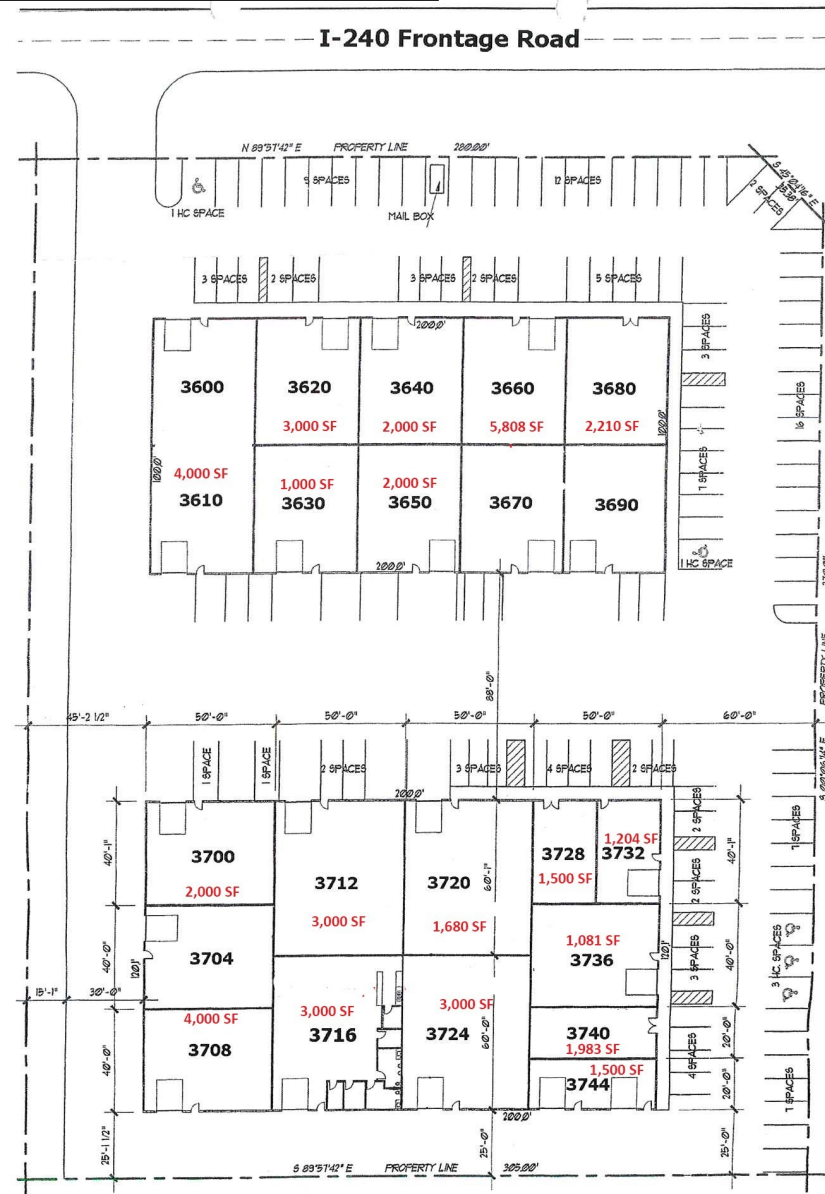 I-240 Frontage Road
N 89°57'42" E PROPERTY LINE 280.00'
S 45°04'16" E
9 SPACES
12 SPACES
2 SPACES
1 HC SPACE
MAIL BOX
3 SPACES
2 SPACES
3 SPACES
2 SPACES
5 SPACES
200.0'
3 SPACES
3600
3620
3640
3660
3680
16 SPACES
3,000 SF
2,000 SF
5,808 SF
2,210 SF
100.0'
100.0'
4,000 SF
1,000 SF
2,000 SF
7 SPACES
3610
3630
3650
3670
3690
200.0'
1 HC SPACE
88'-0"
PROPERTY LINE
45'-2 1/2"
50'-0"
50'-0"
50'-0"
50'-0"
60'-0"
1 SPACE
1 SPACE
2 SPACES
3 SPACES
4 SPACES
2 SPACES
200.0'
2 SPACES
7 SPACES
40'-1"
3700
2,000 SF
3712
3,000 SF
3720
1,680 SF
60'-1"
3728
1,500 SF
1,204 SF
3732
40'-1"
2 SPACES
40'-0"
120.1'
3704
1,081 SF
3736
120.1'
3 SPACES
40'-0"
3 HC. SPACES
15'-1"
30'-0"
4,000 SF
3708
40'-0"
3,000 SF
3716
3,000 SF
3724
60'-0"
3740
1,983 SF
20'-0"
4 SPACES
1,500 SF
3744
20'-0"
7 SPACES
200.0'
25'-1 1/2"
25'-0"
25'-0"
S 89°57'42" E PROPERTY LINE 305.00'